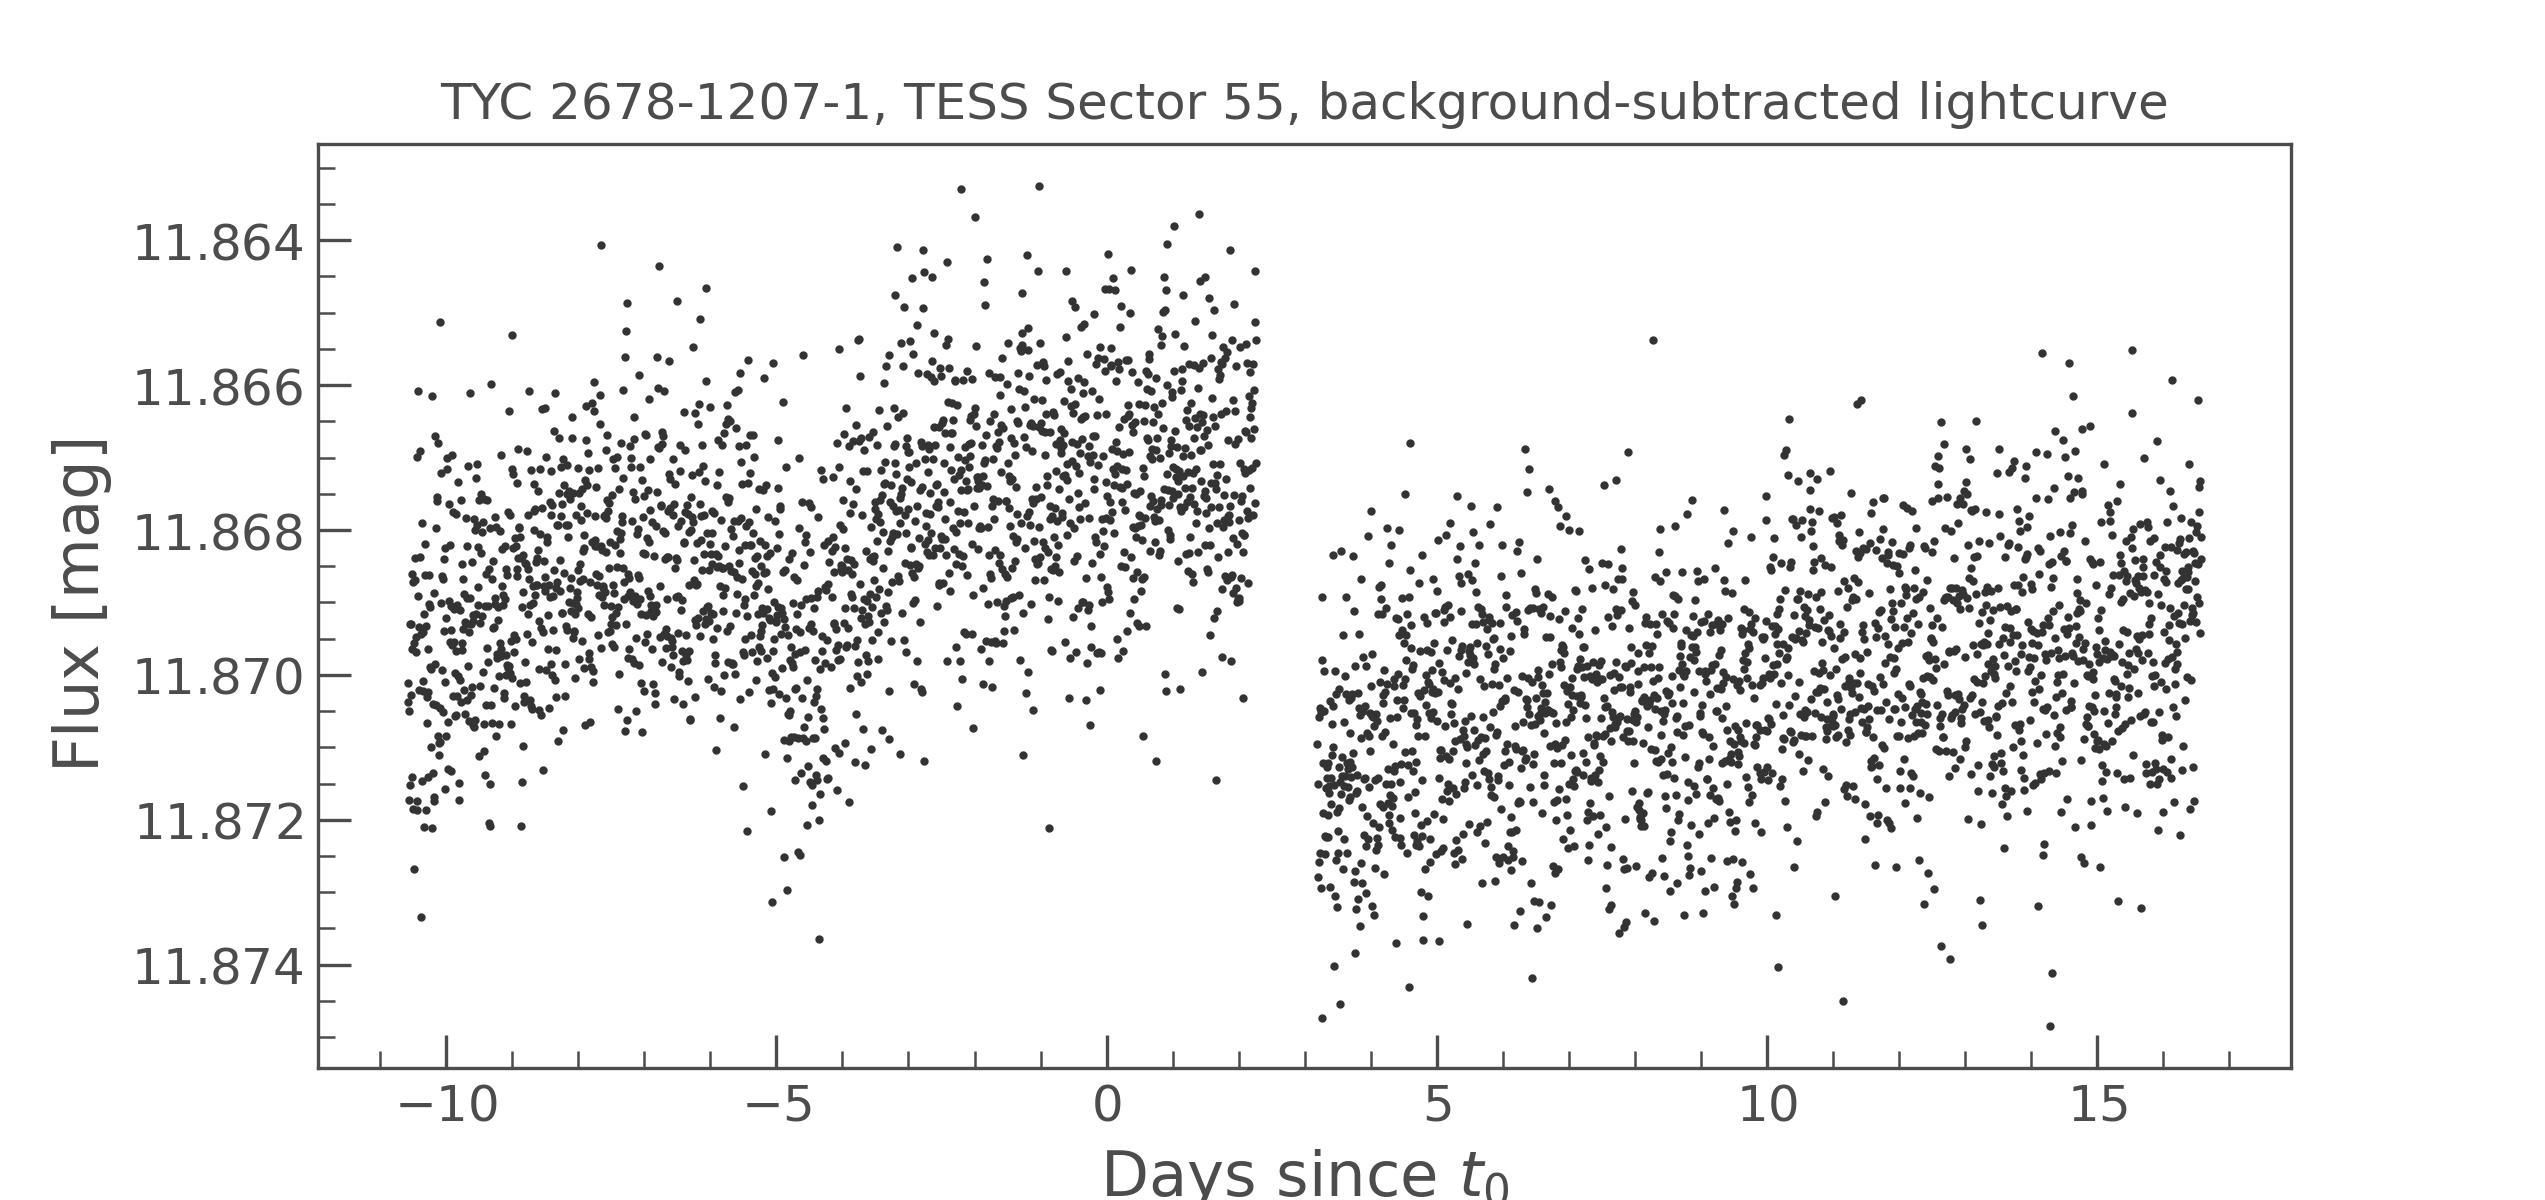 TYC 2678-1207-1, TESS Sector 55, background-subtracted lightcurve
Flux [mag]
11.864
11.866
11.868
11.870
11.872
11.874
−10 −5 0 5 10 15
Days since t0